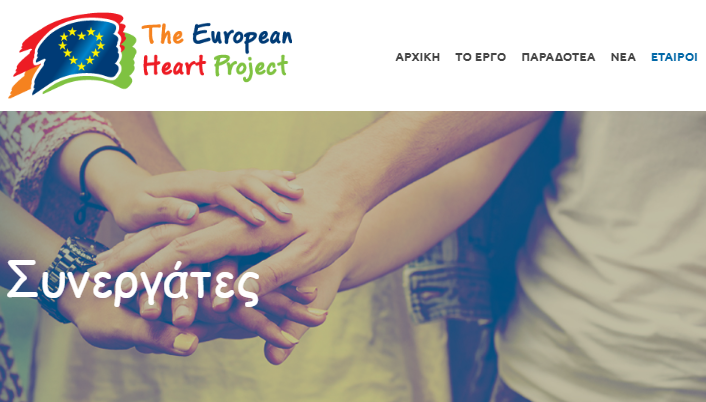 The European
Heart Project
ΑΡΧΙΚΗ ΤΟ ΕΡΓΟ ΠΑΡΑΔΟΤΕΑ ΝΕΑ ΕΤΑΙΡΟΙ
Συνεργάτες